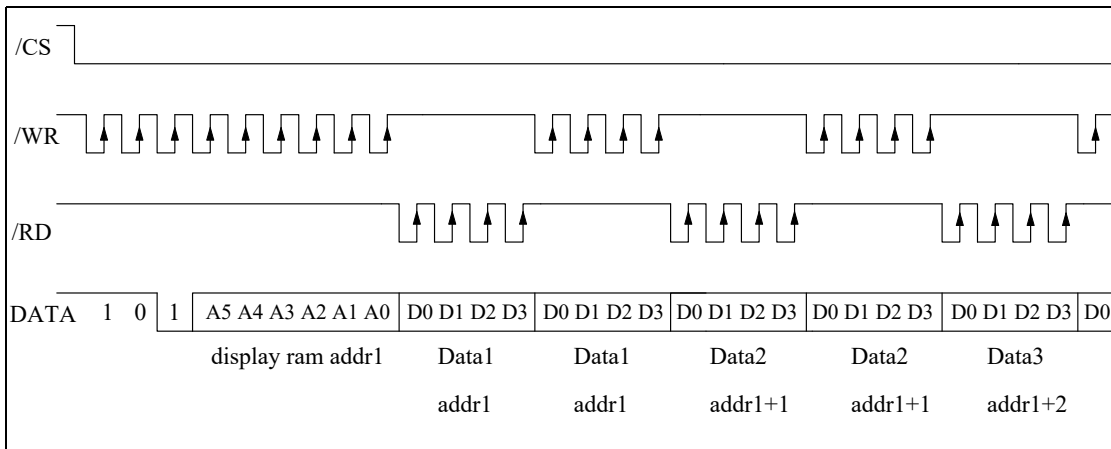 /CS
/WR
/RD
DATA 1 0 1 A5 A4 A3 A2 A1 A0 D0 D1 D2 D3 D0 D1 D2 D3 D0 D1 D2 D3 D0 D1 D2 D3 D0 D1 D2 D3 D0
display ram addr1 Data1 Data1 Data2 Data2 Data3
addr1 addr1 addr1+1 addr1+1 addr1+2